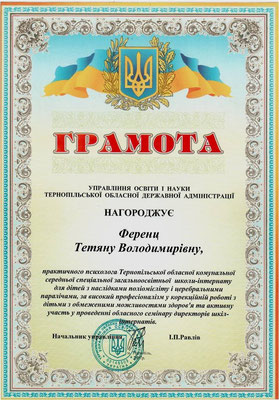 ГРАМОТА
УПРАВЛІННЯ ОСВІТИ І НАУКИ
ТЕРНОПІЛЬСЬКОЇ ОБЛАСНОЇ ДЕРЖАВНОЇ АДМІНІСТРАЦІЇ
НАГОРОДЖУЄ
Ференц
Тетяну Володимирівну,
практичного психолога Тернопільської обласної комунальної
середньої спеціальної загальноосвітньої школи-інтернату
для дітей з наслідками поліомієліту і церебральними
паралічами, за високий професіоналізм у корекційній роботі з
дітьми з обмеженими можливостями здоров'я та активну
участь у проведенні обласного семінару директорів шкіл-
інтернатів.
Начальник управління І.П.Равлів